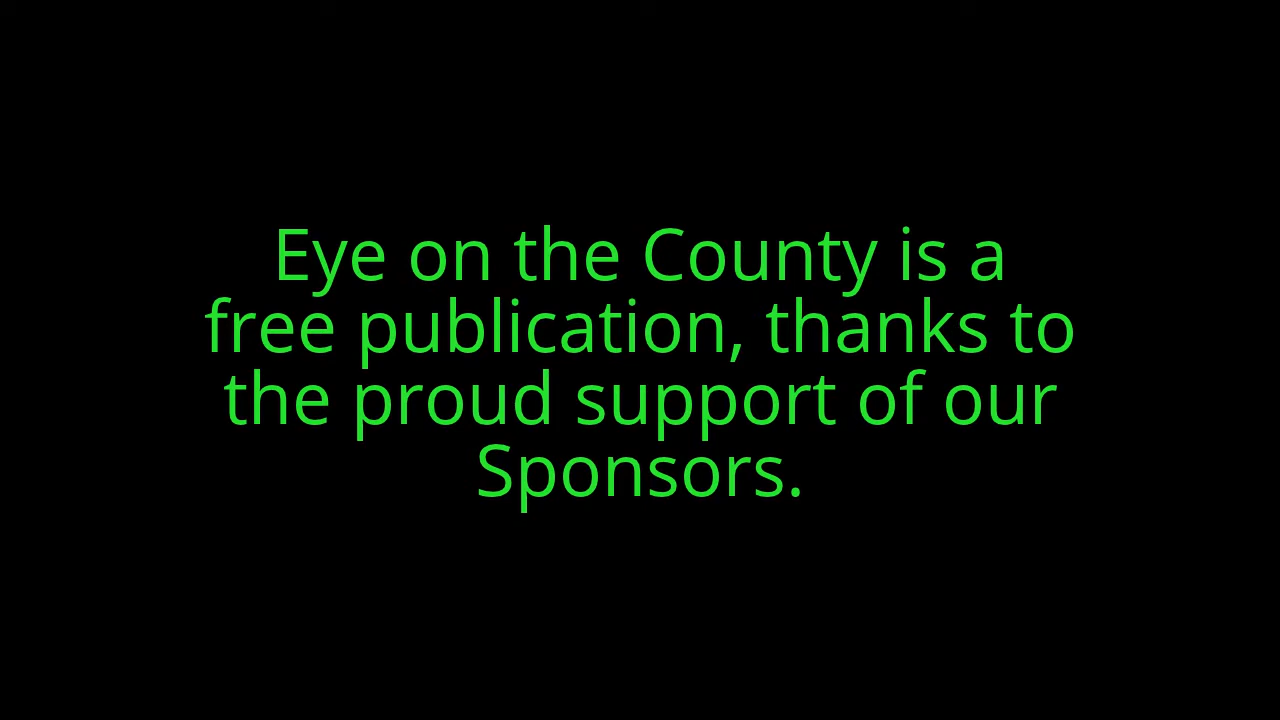 Eye on the County is a
free publication, thanks to
the proud support of our
Sponsors.